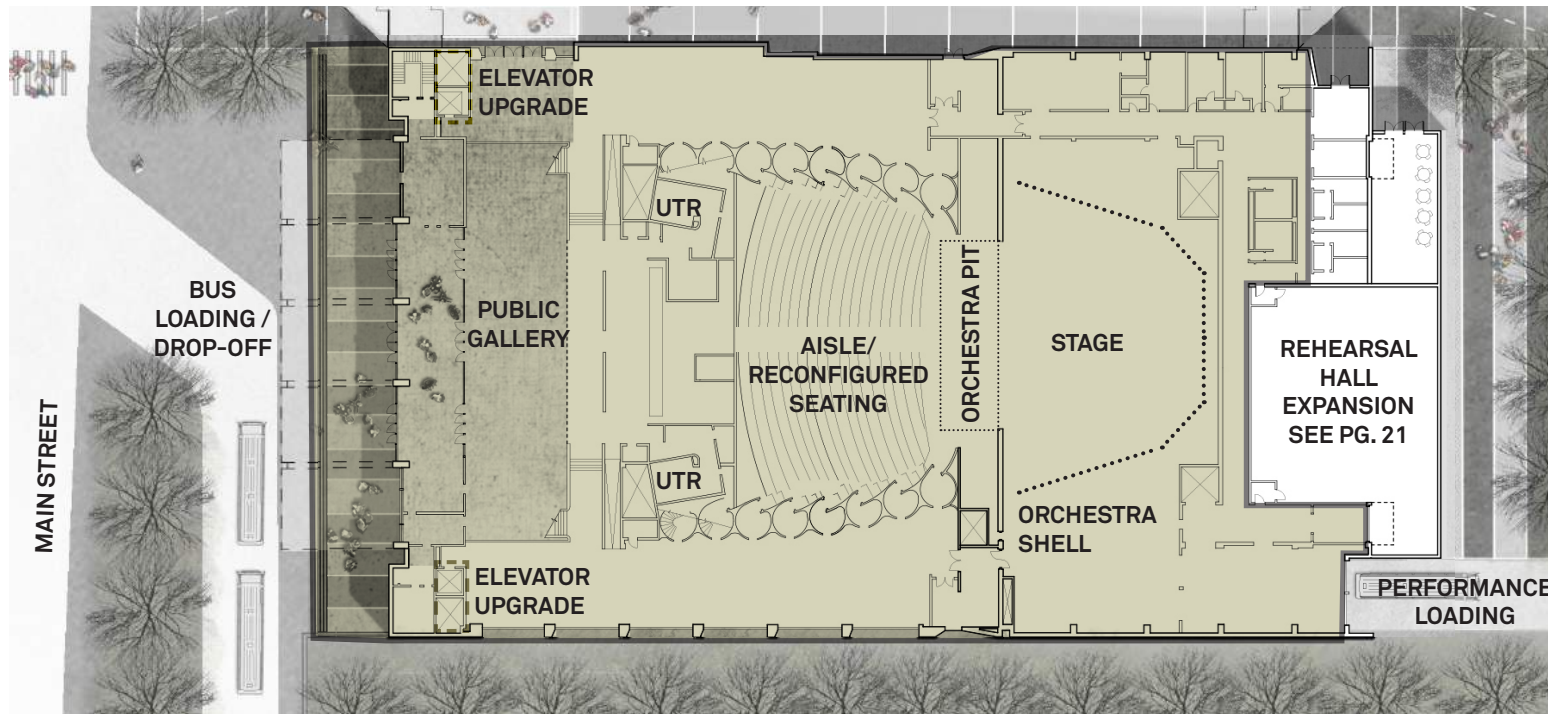 ELEVATOR
UPGRADE
UTR
BUS
LOADING /
DROP-OFF
MAIN STREET
PUBLIC
GALLERY
AISLE/
RECONFIGURED
SEATING
ORCHESTRA PIT
STAGE
REHEARSAL
HALL
EXPANSION
SEE PG. 21
UTR
ORCHESTRA
SHELL
ELEVATOR
UPGRADE
PERFORMANCE
LOADING